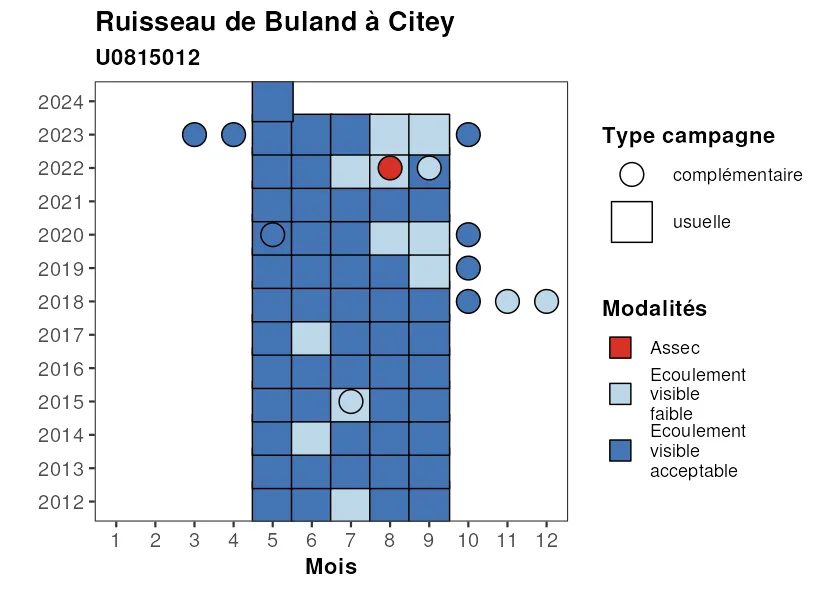 Ruisseau de Buland à Citey
U0815012
2024
2023
2022
2021
2020
2019
2018
2017
2016
2015
2014
2013
2012
1 2 3 4 5 6 7 8 9 10 11 12
Mois
Type campagne
complémentaire
usuelle
Modalités
Assec
Ecoulement
visible
faible
Ecoulement
visible
acceptable